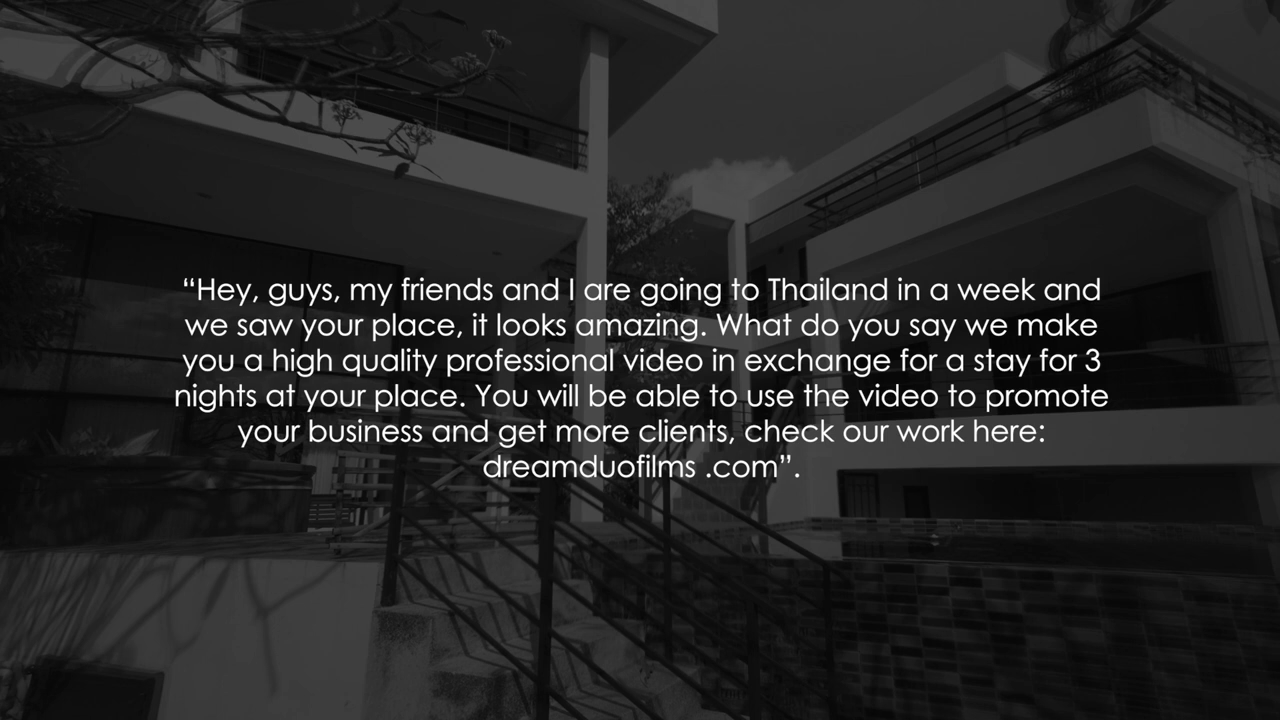 “Hey, guys, my friends and I are going to Thailand in a week and
we saw your place, it looks amazing. What do you say we make
you a high quality professional video in exchange for a stay for 3
nights at your place. You will be able to use the video to promote
your business and get more clients, check our work here:
dreamduofilms .com”.